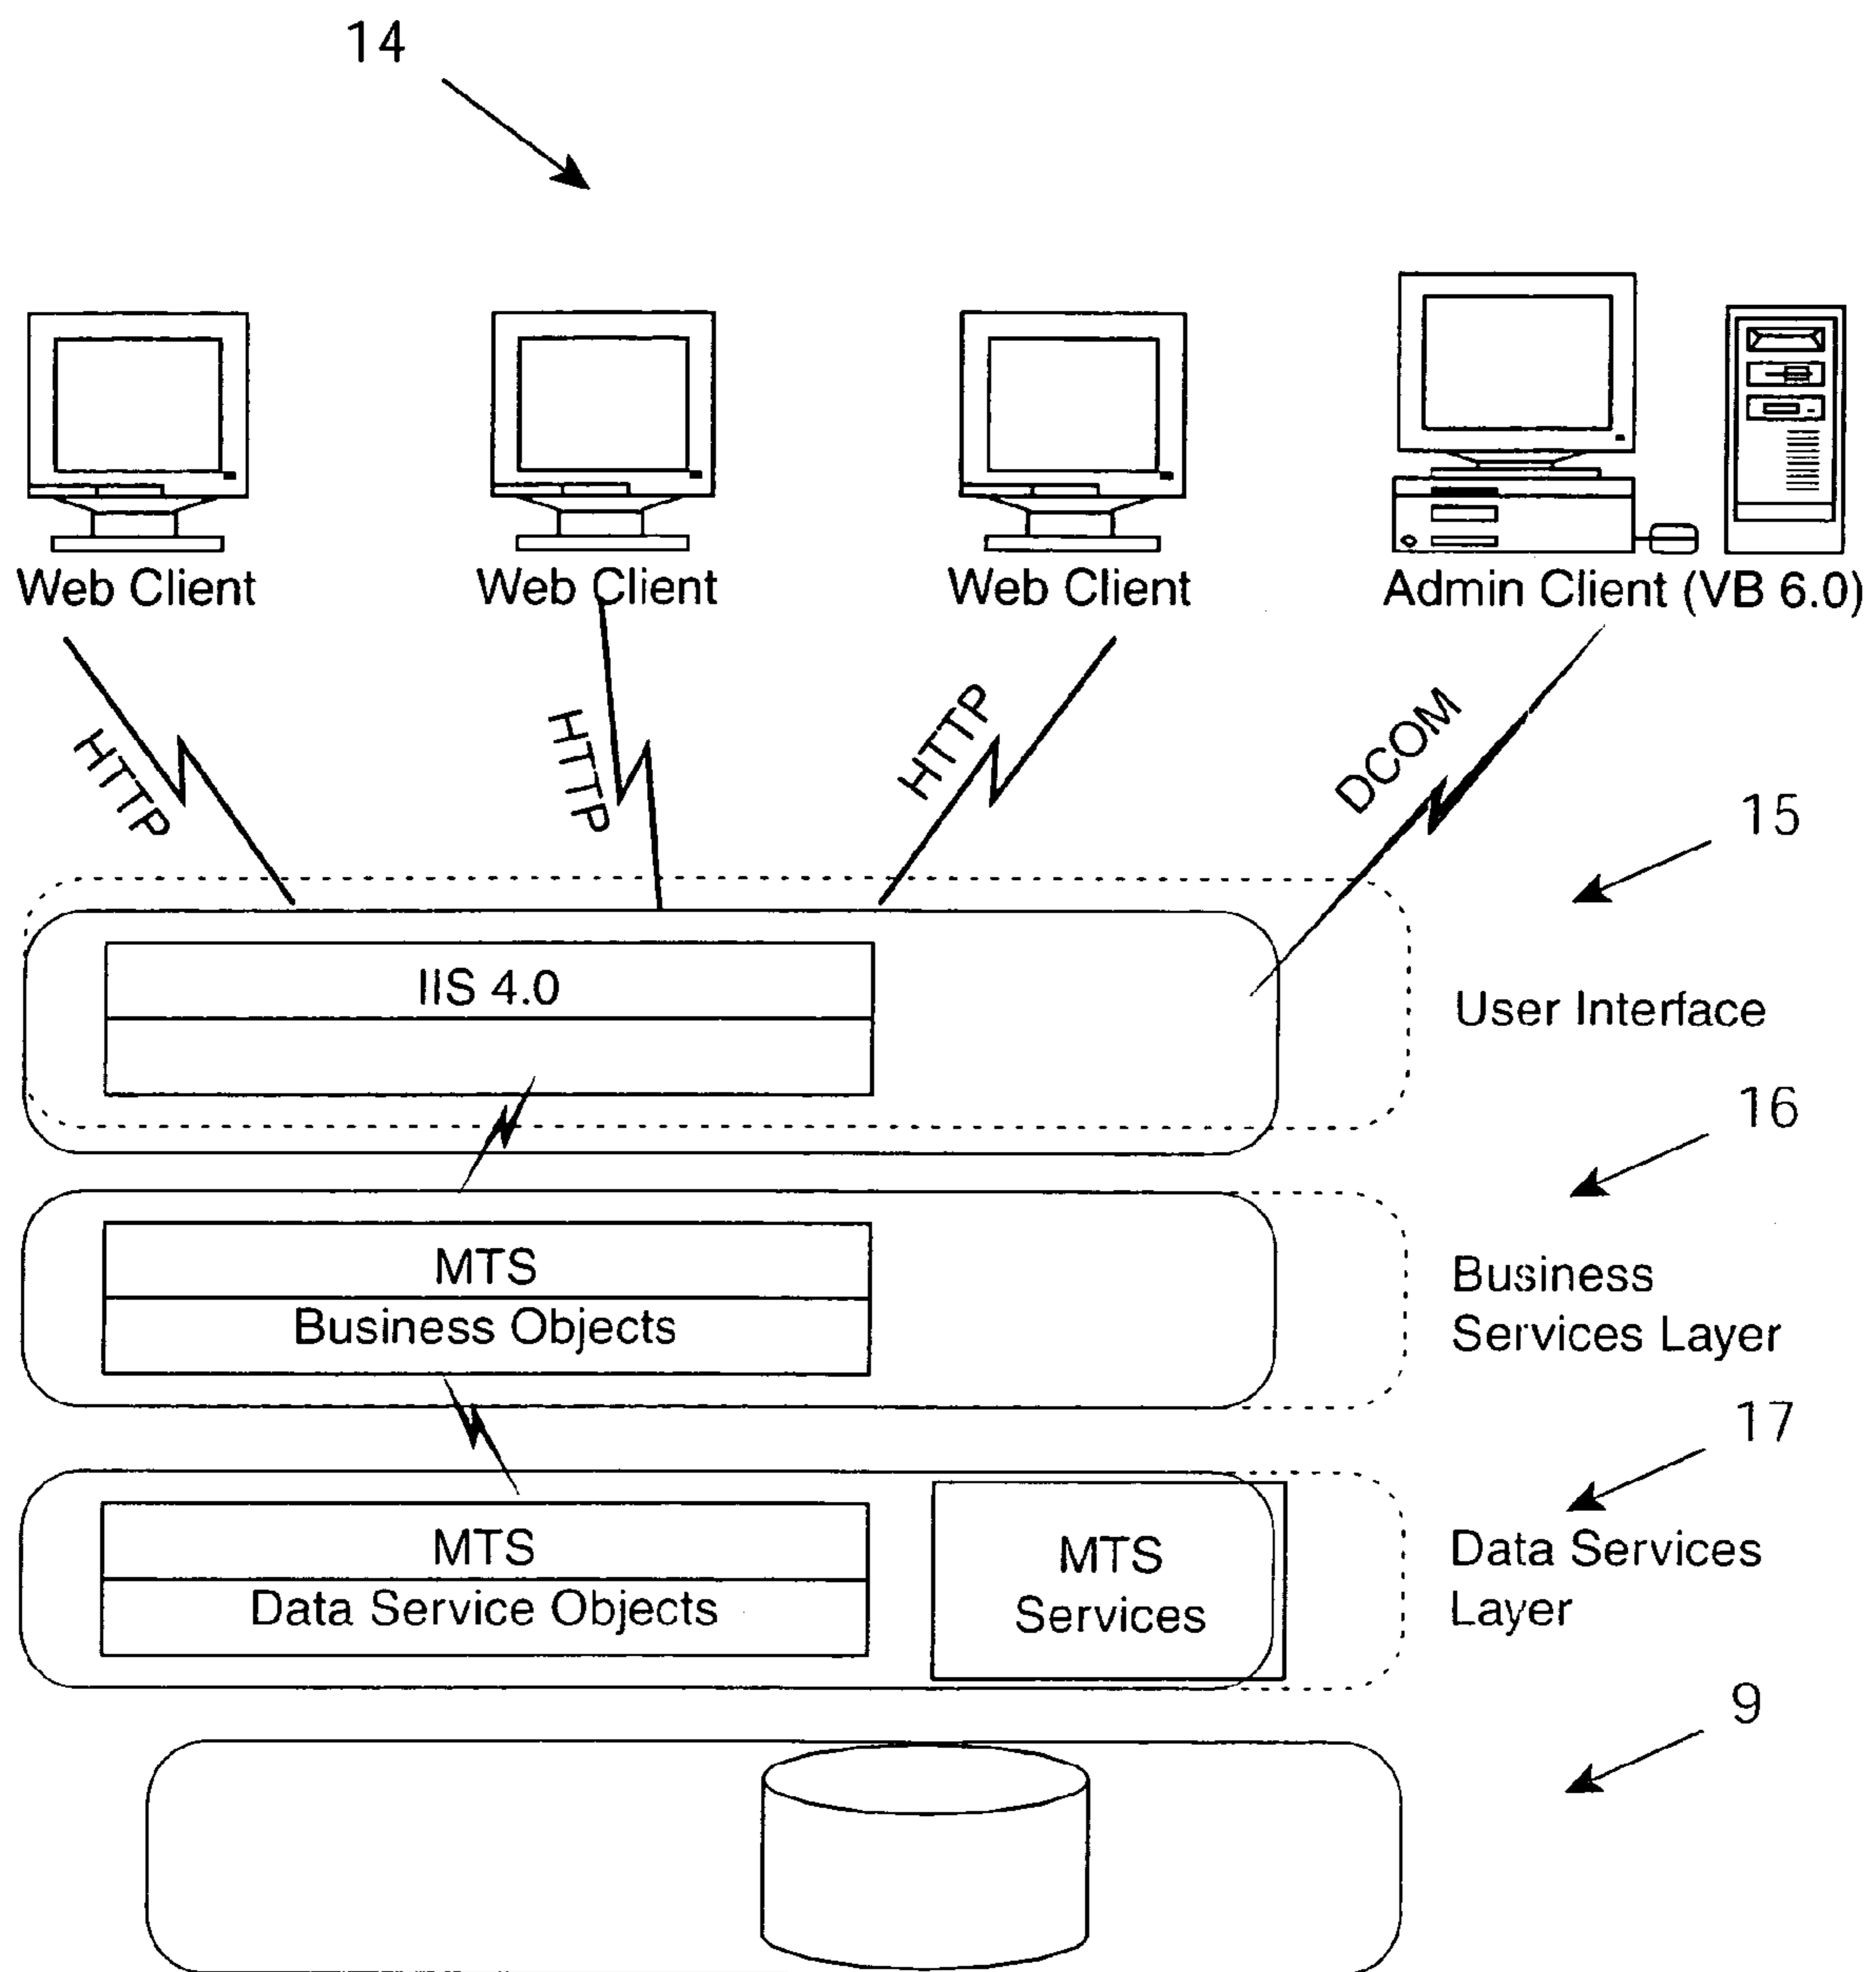 14
Web Client
Web Client
Web Client
Admin Client (VB 6.0)
HTTP
HTTP
HTTP
DCOM
15
IIS 4.0
User Interface
16
MTS
Business Objects
Business
Services Layer
17
MTS
Data Service Objects
MTS
Services
Data Services
Layer
9